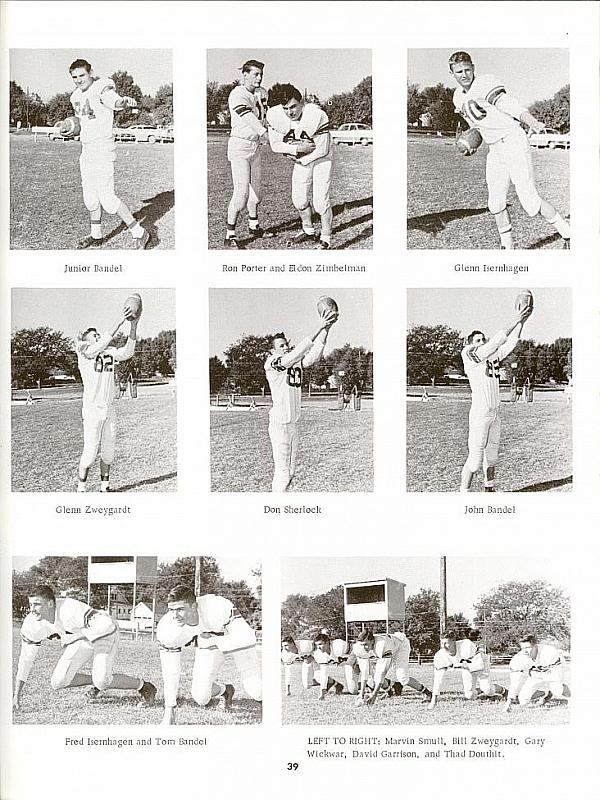 Junior Bandel
Ron Porter and Eldon Zimbelman
Glenn Isernhagen
Glenn Zweygardt
Don Sherlock
John Bandel
Fred Isernhagen and Tom Bandel
LEFT TO RIGHT: Marvin Smull, Bill Zweygardt, Gary
Wickwar, David Garrison, and Thad Douthit.
39